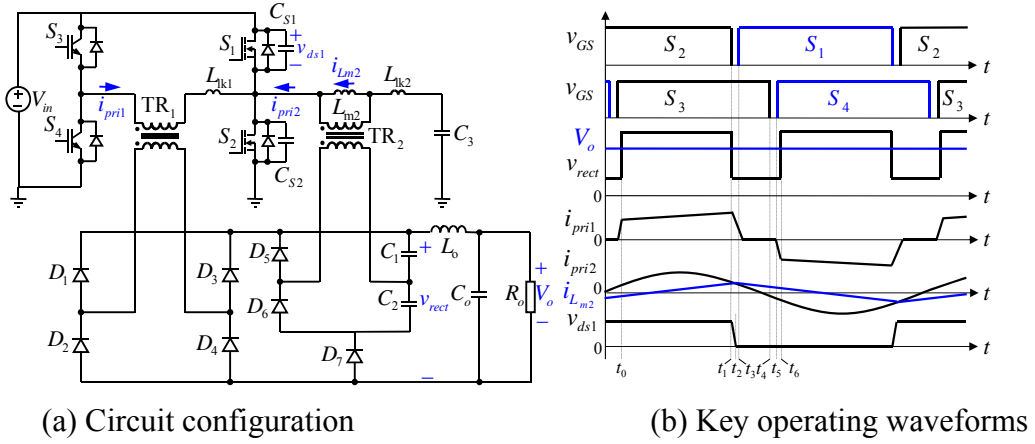 S3
CS1
S1
+
vds1
−
iLm2
Llk1
Llk2
Vin
ipri1
TR1
ipri2
Lm2
S4
S2
TR2
C3
CS2
D1
D3
D5
C1
+
Lo
+
D6
C2
vrect
Co
Ro
Vo
D2
D4
D7
−
−
(a) Circuit configuration
vGS
S2
S1
S2
t
vGS
S3
S4
S3
t
Vo
vrect
0
t
ipri1
0
t
ipri2
iLm2
0
t
vds1
0
t
t0
t1
t2
t3
t4
t5
t6
(b) Key operating waveforms